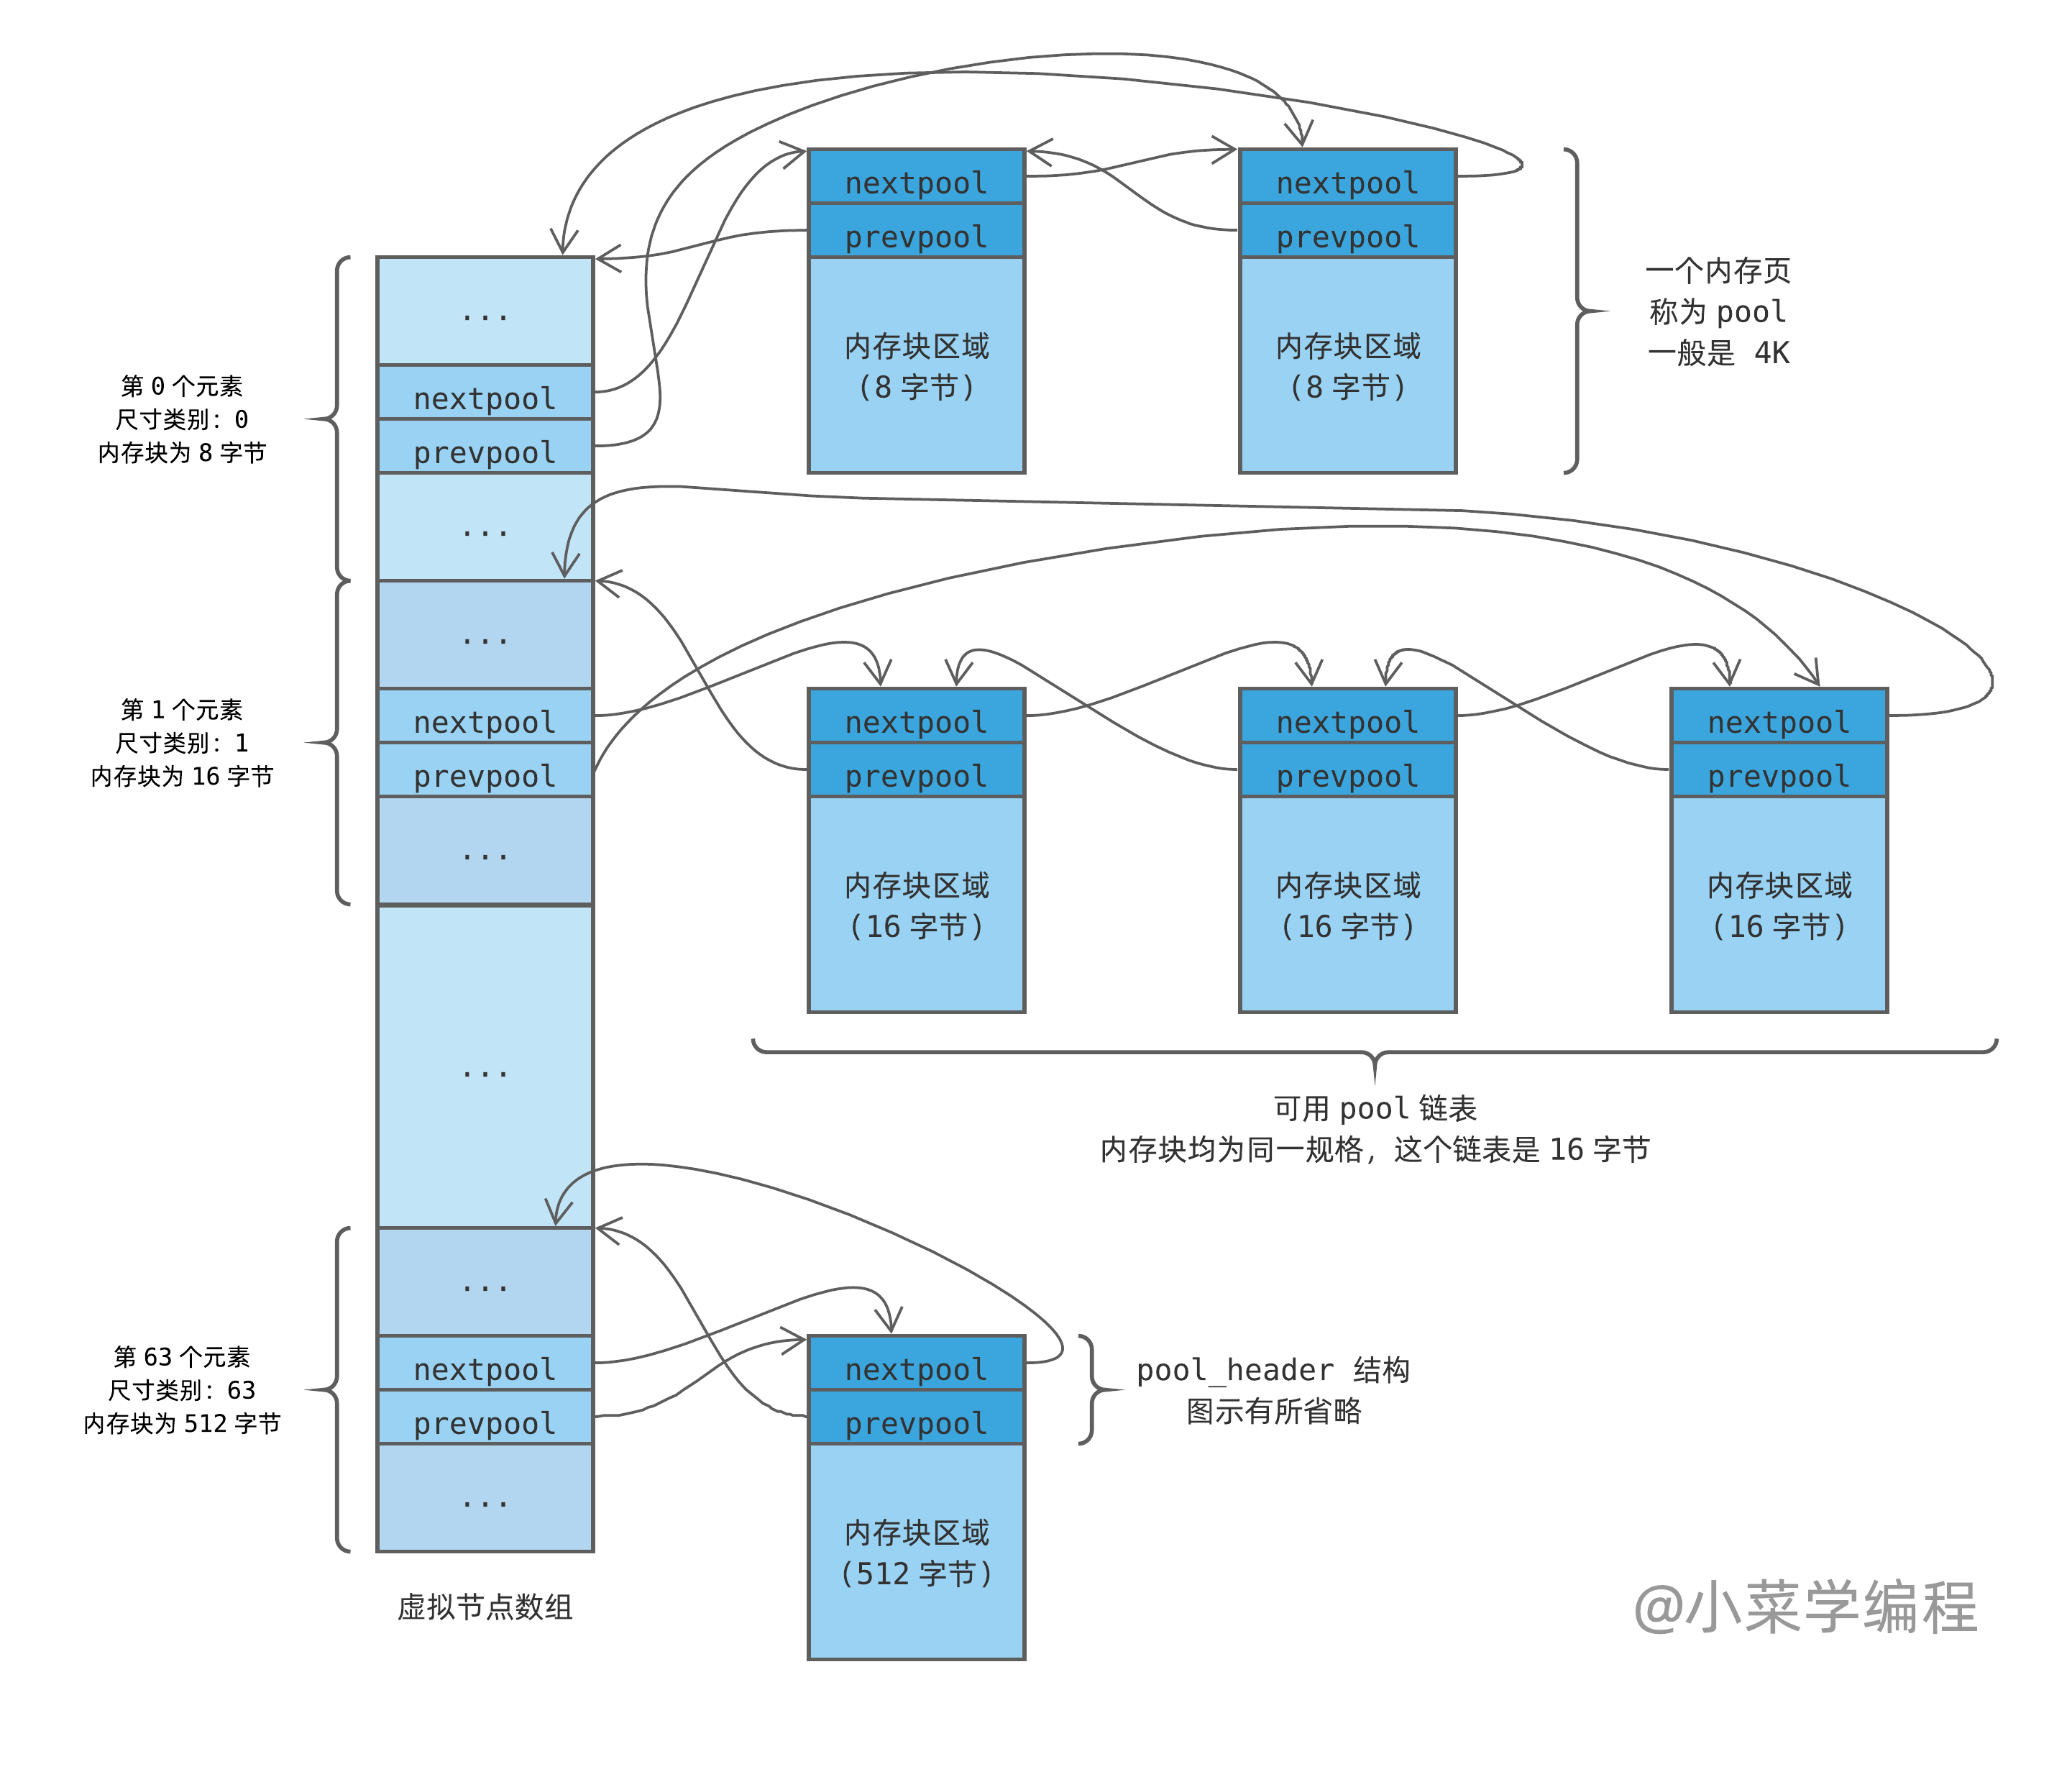 nextpool
nextpool
prevpool
prevpool
内存块区域
(8 字节)
内存块区域
(8 字节)
一个内存页
称为 pool
一般是 4K
第 0 个元素
尺寸类别：0
内存块为 8 字节
...
nextpool
prevpool
...
第 1 个元素
尺寸类别：1
内存块为 16 字节
...
nextpool
prevpool
...
nextpool
nextpool
nextpool
prevpool
prevpool
prevpool
内存块区域
(16 字节)
内存块区域
(16 字节)
内存块区域
(16 字节)
...
可用 pool 链表
内存块均为同一规格，这个链表是 16 字节
第 63 个元素
尺寸类别：63
内存块为 512 字节
...
nextpool
prevpool
...
nextpool
prevpool
内存块区域
(512 字节)
pool_header 结构
图示有所省略
虚拟节点数组
@小菜学编程